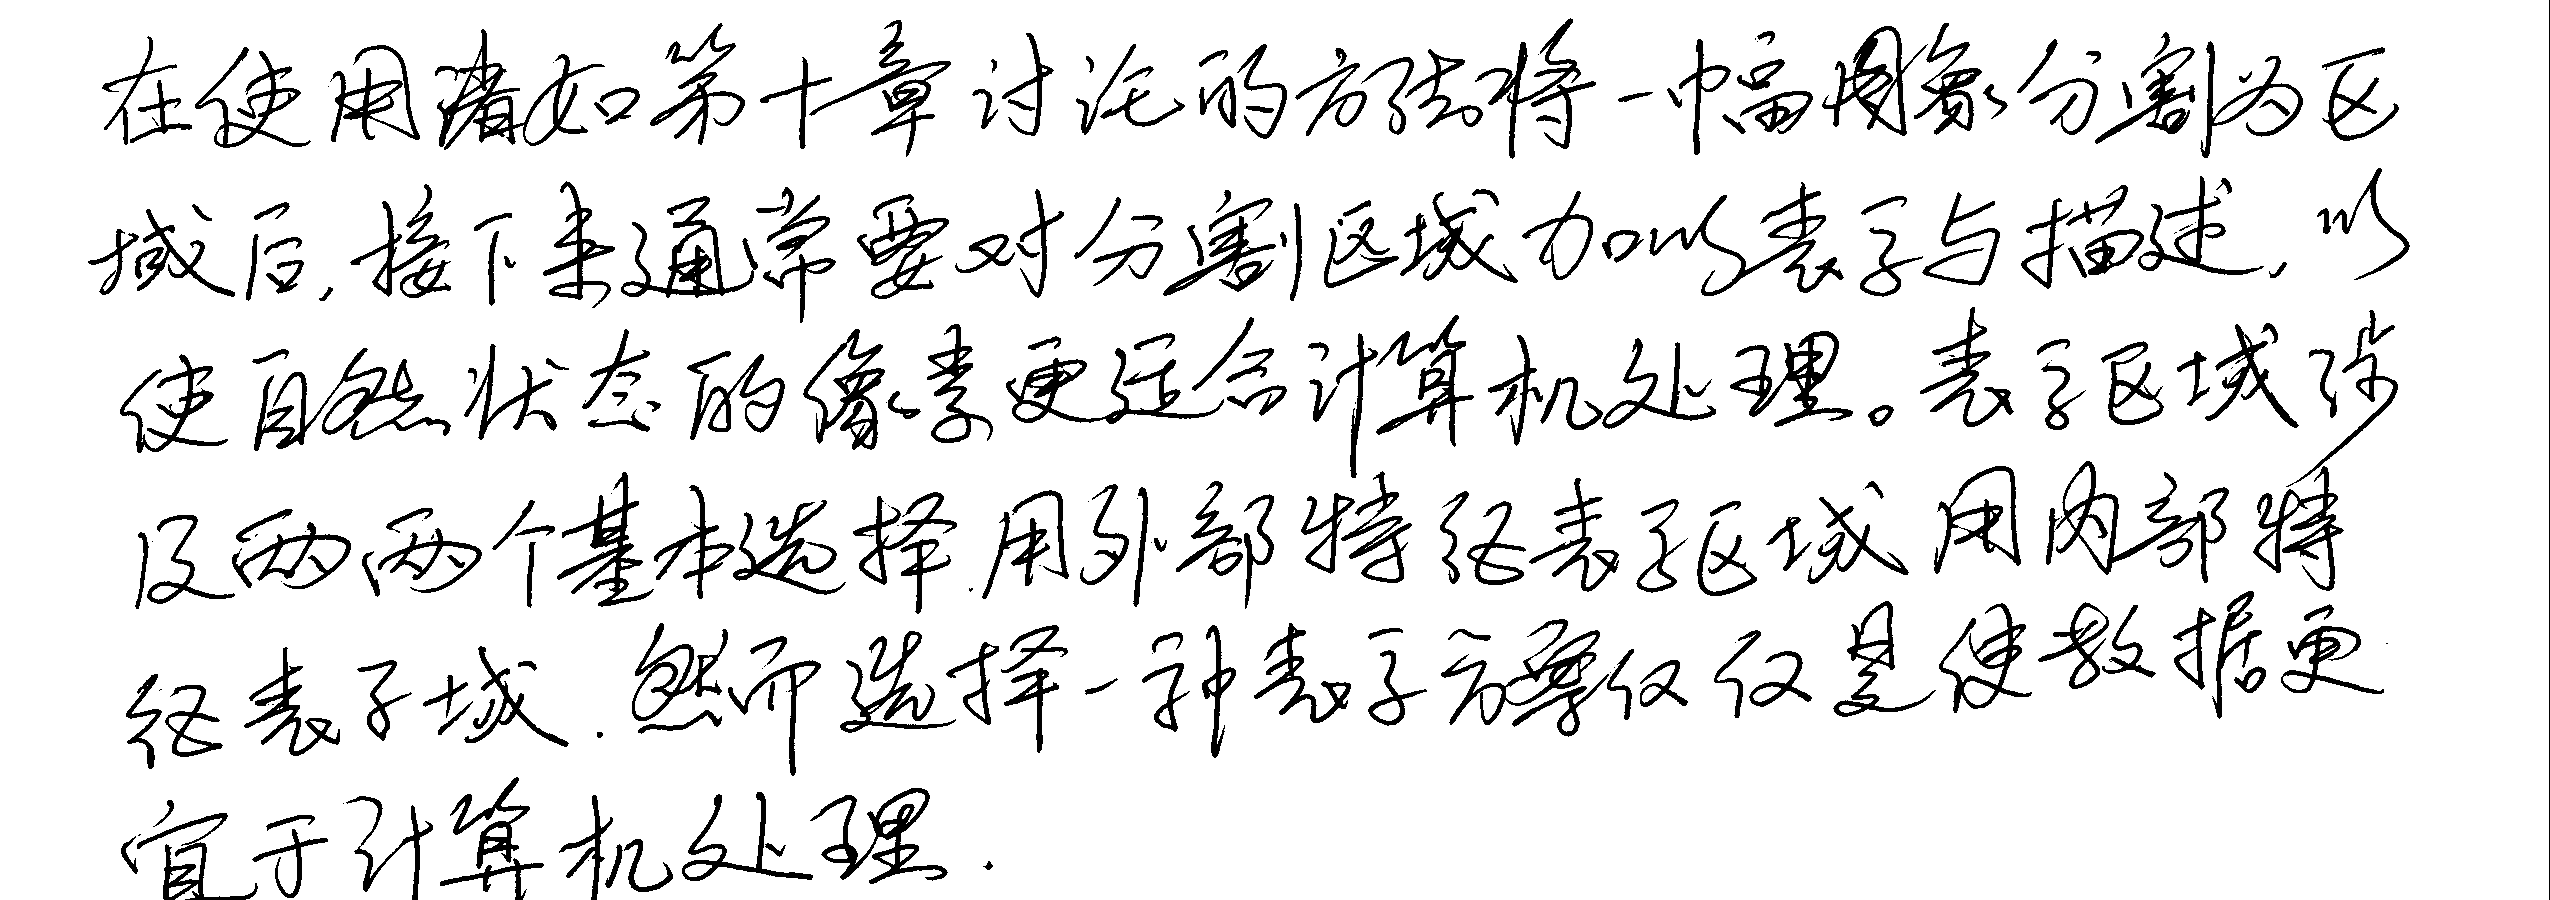 在使用诸如第十章讨论的方法将一幅图象分割为区
域后,接下来通常要对分割区域加以表示与描述,以
使自然状态的像素更适合计算机处理。表示区域涉
及两两个基本选择.用外部特征表示区域 用内部特
征表示域.然而选择一种表示方案仅仅是使数据更
宜于计算机处理.